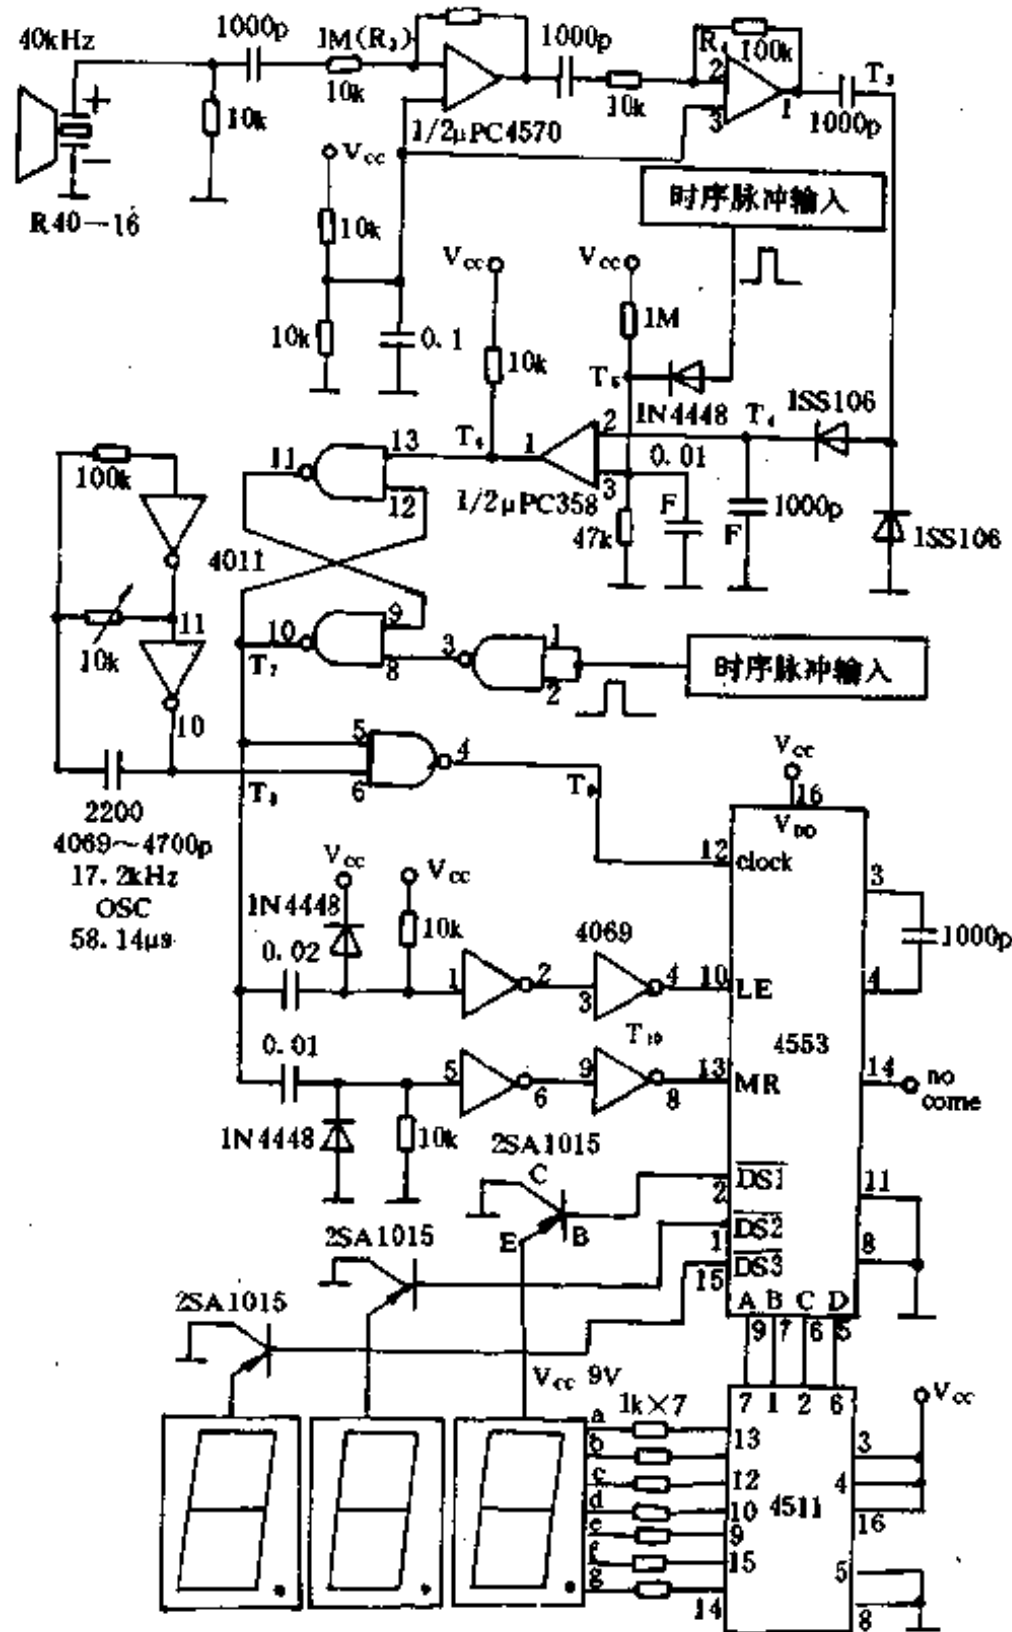 40kHz
1000p
1M(R₃)
1000p
R₄
100k
T₃
10k
10k
10k
2
3
1
1000p
+
—
R40—16
1/2μPC4570
Vcc
时序脉冲输入
10k
Vcc
Vcc
10k
0.1
10k
1M
T₅
1N4448
T₄
1SS106
T₆
1
2
3
0.01
1/2μPC358
47k
F
F
1000p
1SS106
11
13
12
100k
4011
11
10k
10
10
9
8
3
1
2
T₇
时序脉冲输入
5
6
4
2200
T₈
T₉
4069～4700p
17.2kHz
OSC
58.14μs
Vcc
16
VDD
12
clock
3
Vcc
Vcc
1N4448
10k
0.02
4069
1000p
1
2
3
4
10
LE
4
4553
0.01
T₁₀
5
6
9
8
13
MR
14
no
come
1N4448
10k
2SA1015
C
E
B
2
DS1
11
2SA1015
1
DS2
8
15
DS3
2SA1015
A
B
C
D
9
7
6
5
Vcc 9V
1k×7
7
1
2
6
Vcc
a
13
3
b
c
12
4
d
10
4511
16
e
9
f
15
5
g
14
8